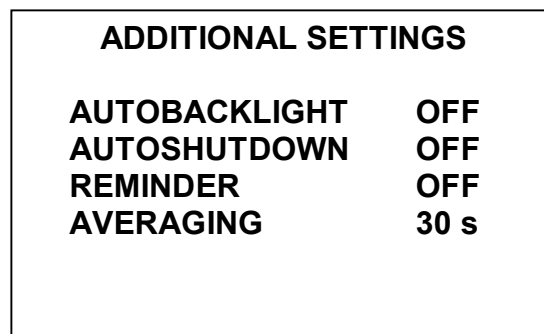 ADDITIONAL SETTINGS
AUTOBACKLIGHT OFF
AUTOSHUTDOWN OFF
REMINDER OFF
AVERAGING 30 s